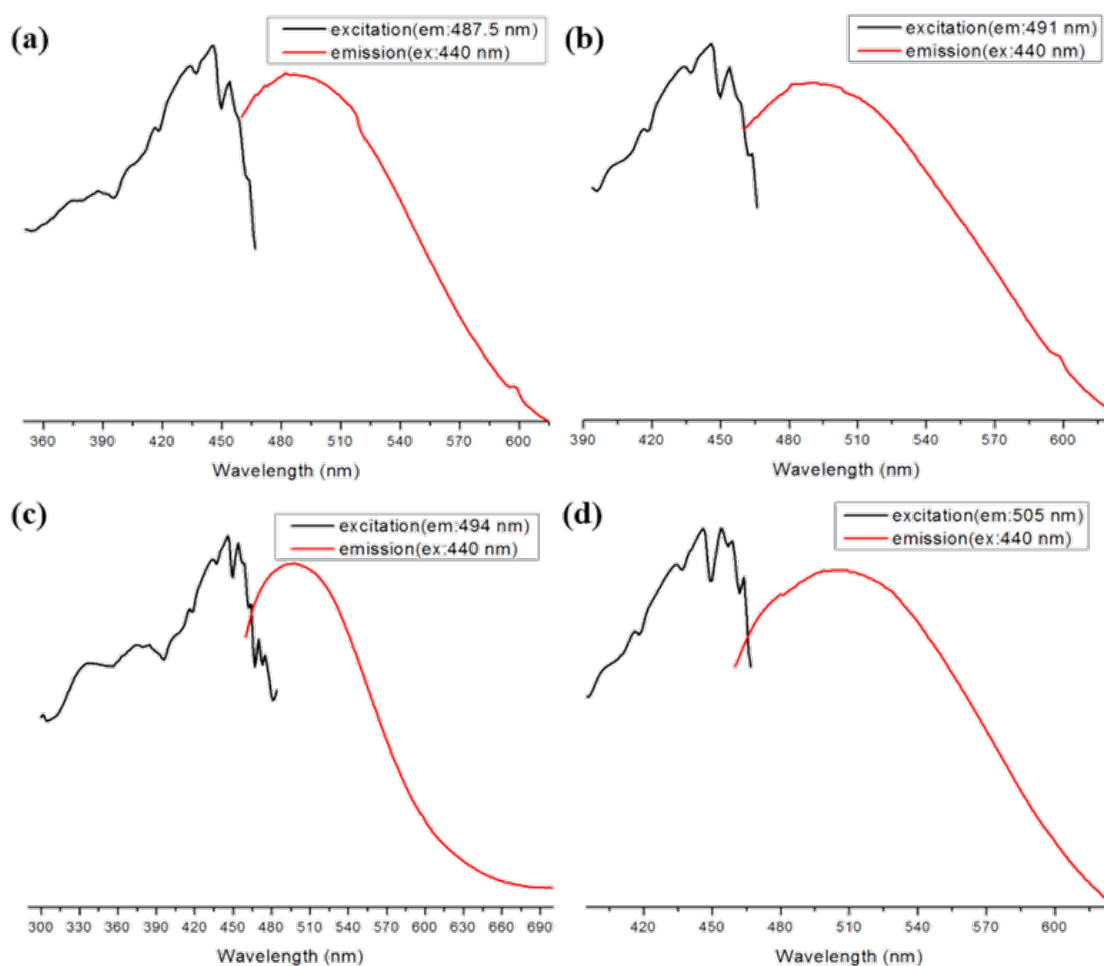 (a)
excitation(em:487.5 nm)
emission(ex:440 nm)
360 390 420 450 480 510 540 570 600
Wavelength (nm)
(b)
excitation(em:491 nm)
emission(ex:440 nm)
390 420 450 480 510 540 570 600
Wavelength (nm)
(c)
excitation(em:494 nm)
emission(ex:440 nm)
300 330 360 390 420 450 480 510 540 570 600 630 660 690
Wavelength (nm)
(d)
excitation(em:505 nm)
emission(ex:440 nm)
420 450 480 510 540 570 600
Wavelength (nm)